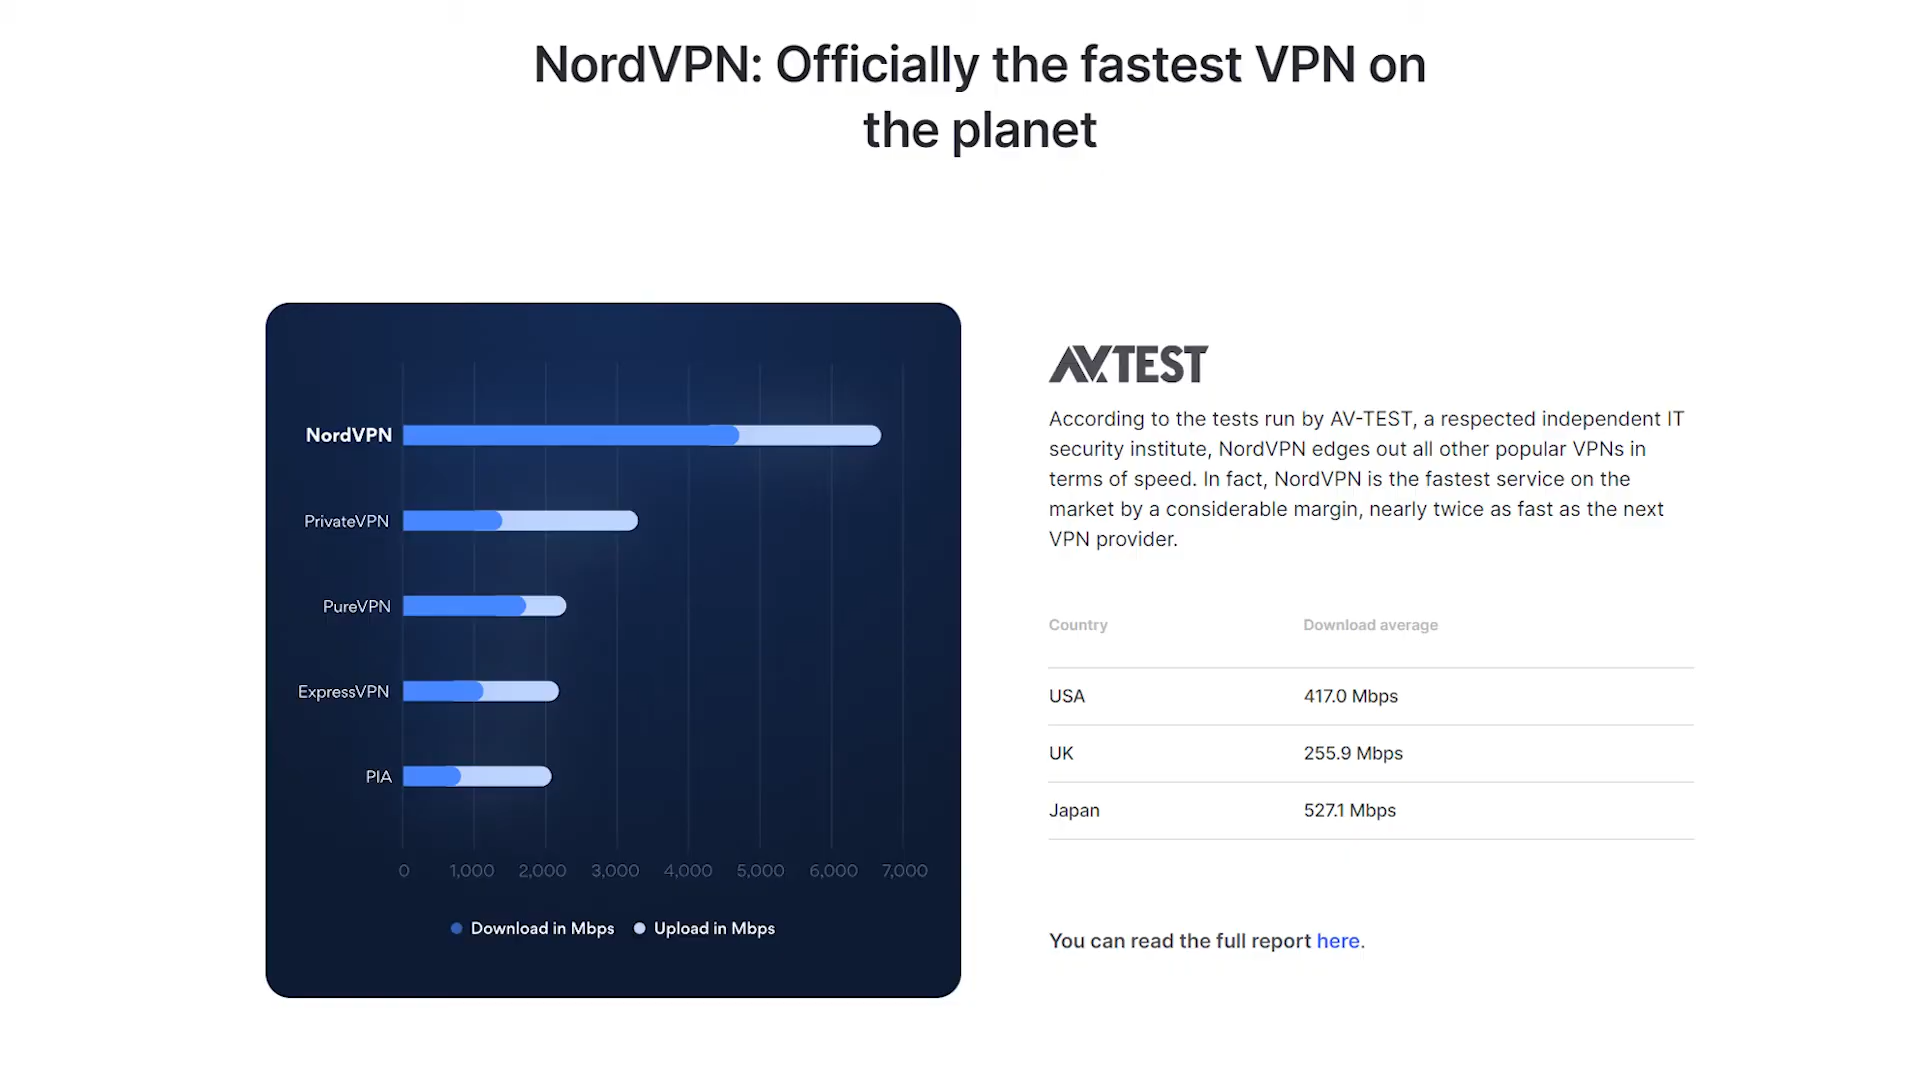 NordVPN: Officially the fastest VPN on
the planet
NordVPN
PrivateVPN
PureVPN
ExpressVPN
PIA
0 1,000 2,000 3,000 4,000 5,000 6,000 7,000
Download in Mbps Upload in Mbps
AV.TEST
According to the tests run by AV-TEST, a respected independent IT
security institute, NordVPN edges out all other popular VPNs in
terms of speed. In fact, NordVPN is the fastest service on the
market by a considerable margin, nearly twice as fast as the next
VPN provider.
Country Download average
USA 417.0 Mbps
UK 255.9 Mbps
Japan 527.1 Mbps
You can read the full report here.